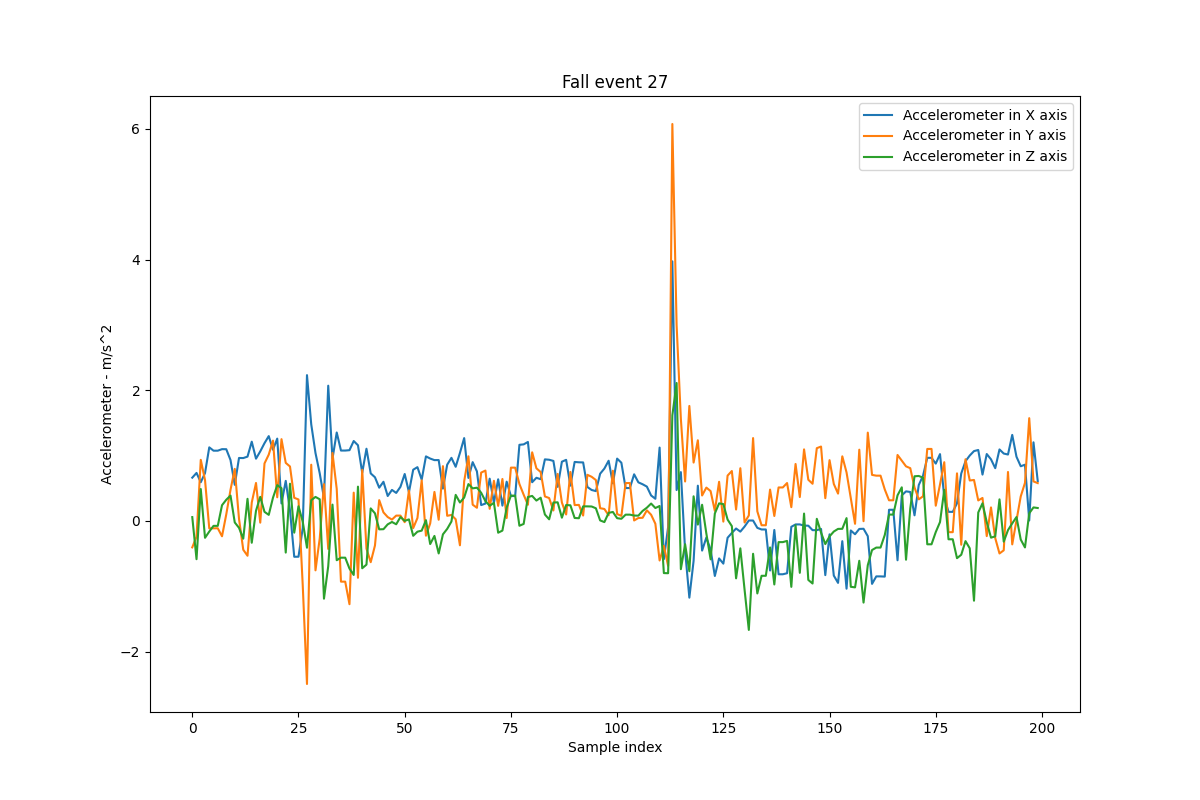 Fall event 27
Accelerometer in X axis
Accelerometer in Y axis
Accelerometer in Z axis
Accelerometer - m/s^2
6
4
2
0
−2
0 25 50 75 100 125 150 175 200
Sample index